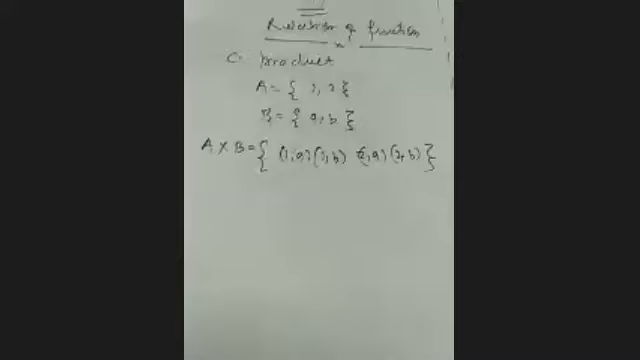 Relation & function
C. product
A = { 1, 2 }
B = { a, b }
A × B = { (1, a) (1, b) (2, a) (2, b) }